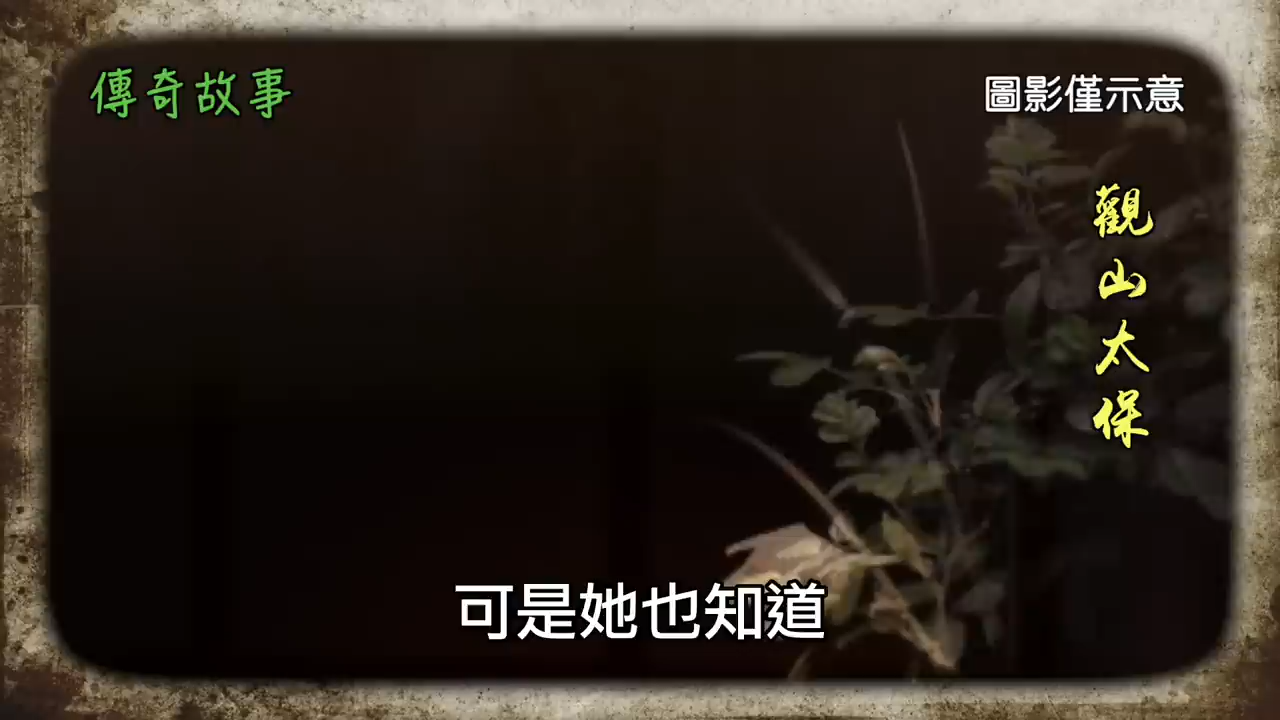 傳奇故事
圖影僅示意
觀山太保
可是她也知道